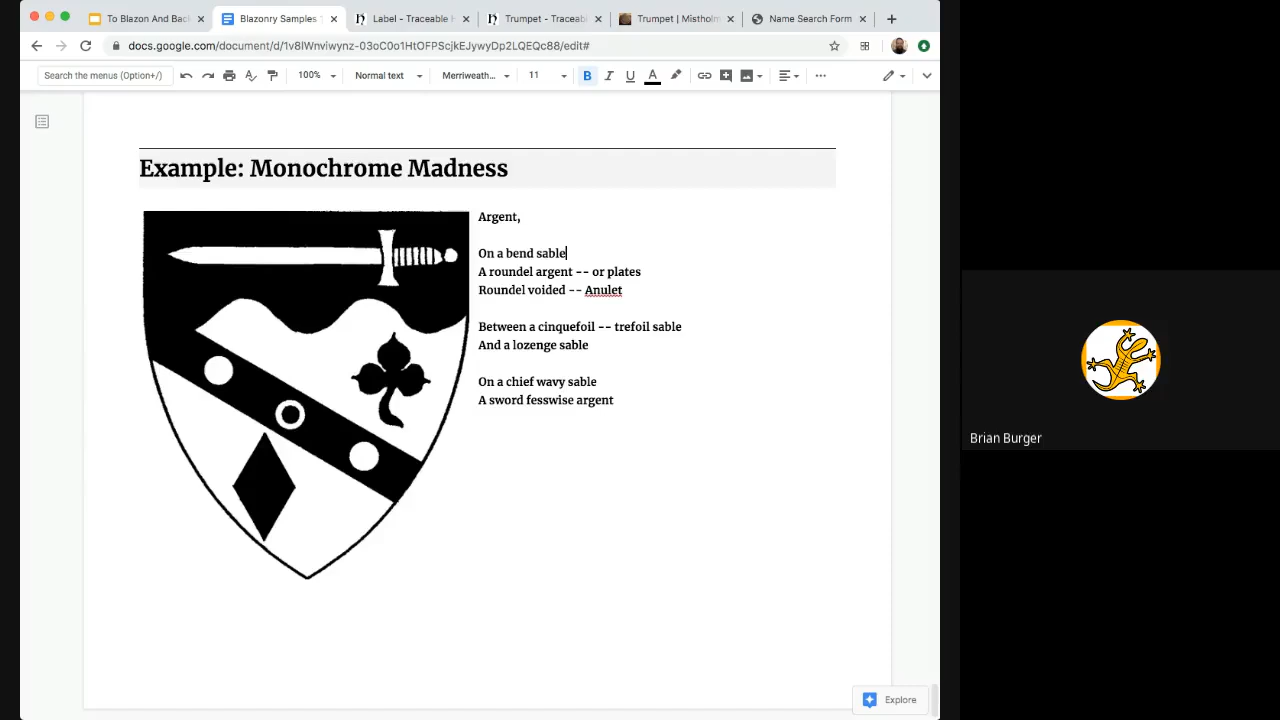 To Blazon And Back
Blazonry Samples
Label - Traceable H
Trumpet - Traceab
Trumpet | Mistholm
Name Search Form
docs.google.com/document/d/1v8lWnviwynz-03oC0o1HtOFPScjkEJywyDp2LQEQc88/edit#
Search the menus (Option+/)
100%
Normal text
Merriweath...
11
B
I
U
A
Example: Monochrome Madness
Argent,
On a bend sable
A roundel argent -- or plates
Roundel voided -- Anulet
Between a cinquefoil -- trefoil sable
And a lozenge sable
On a chief wavy sable
A sword fesswise argent
Brian Burger
Explore